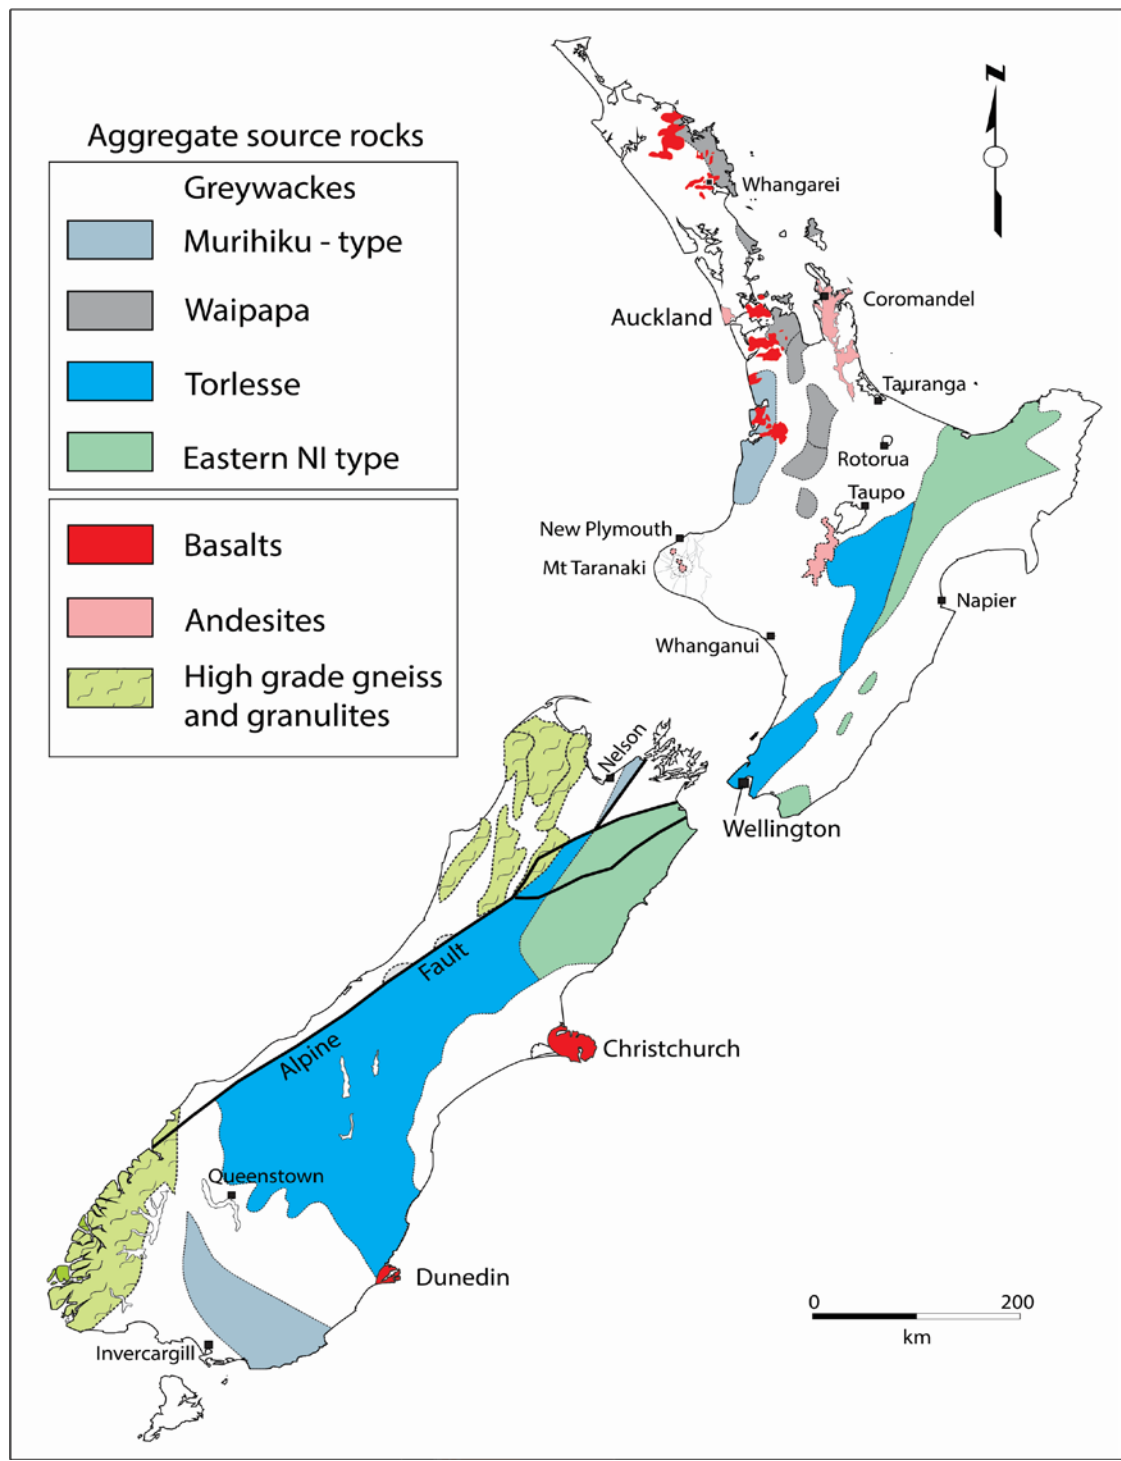 Aggregate source rocks
Greywackes
Murihiku - type
Waipapa
Torlesse
Eastern NI type
Basalts
Andesites
High grade gneiss
and granulites
N
Whangarei
Coromandel
Auckland
Tauranga
Rotorua
Taupo
New Plymouth
Mt Taranaki
Napier
Whanganui
Nelson
Wellington
Alpine
Fault
Christchurch
Queenstown
Dunedin
Invercargill
0 200
km